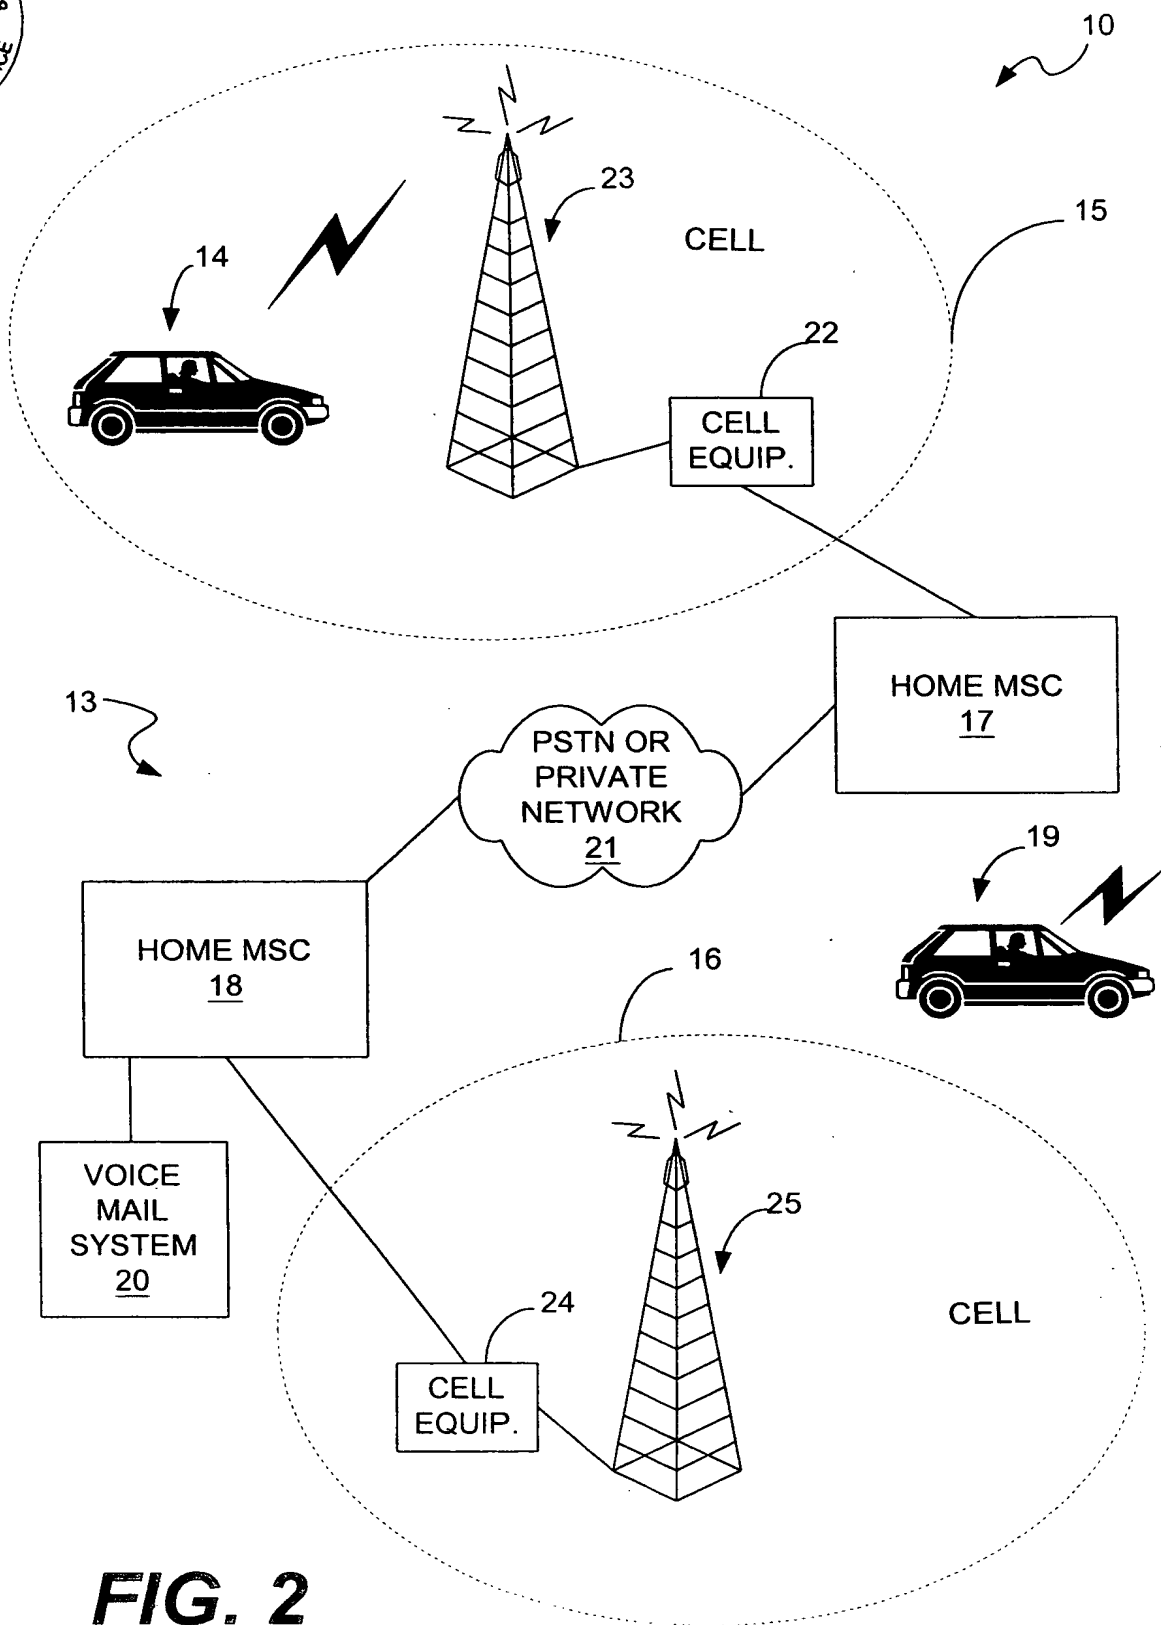 10
23
15
CELL
14
22
CELL
EQUIP.
HOME MSC
17
13
PSTN OR
PRIVATE
NETWORK
21
19
HOME MSC
18
16
VOICE
MAIL
SYSTEM
20
25
24
CELL
CELL
EQUIP.
FIG. 2